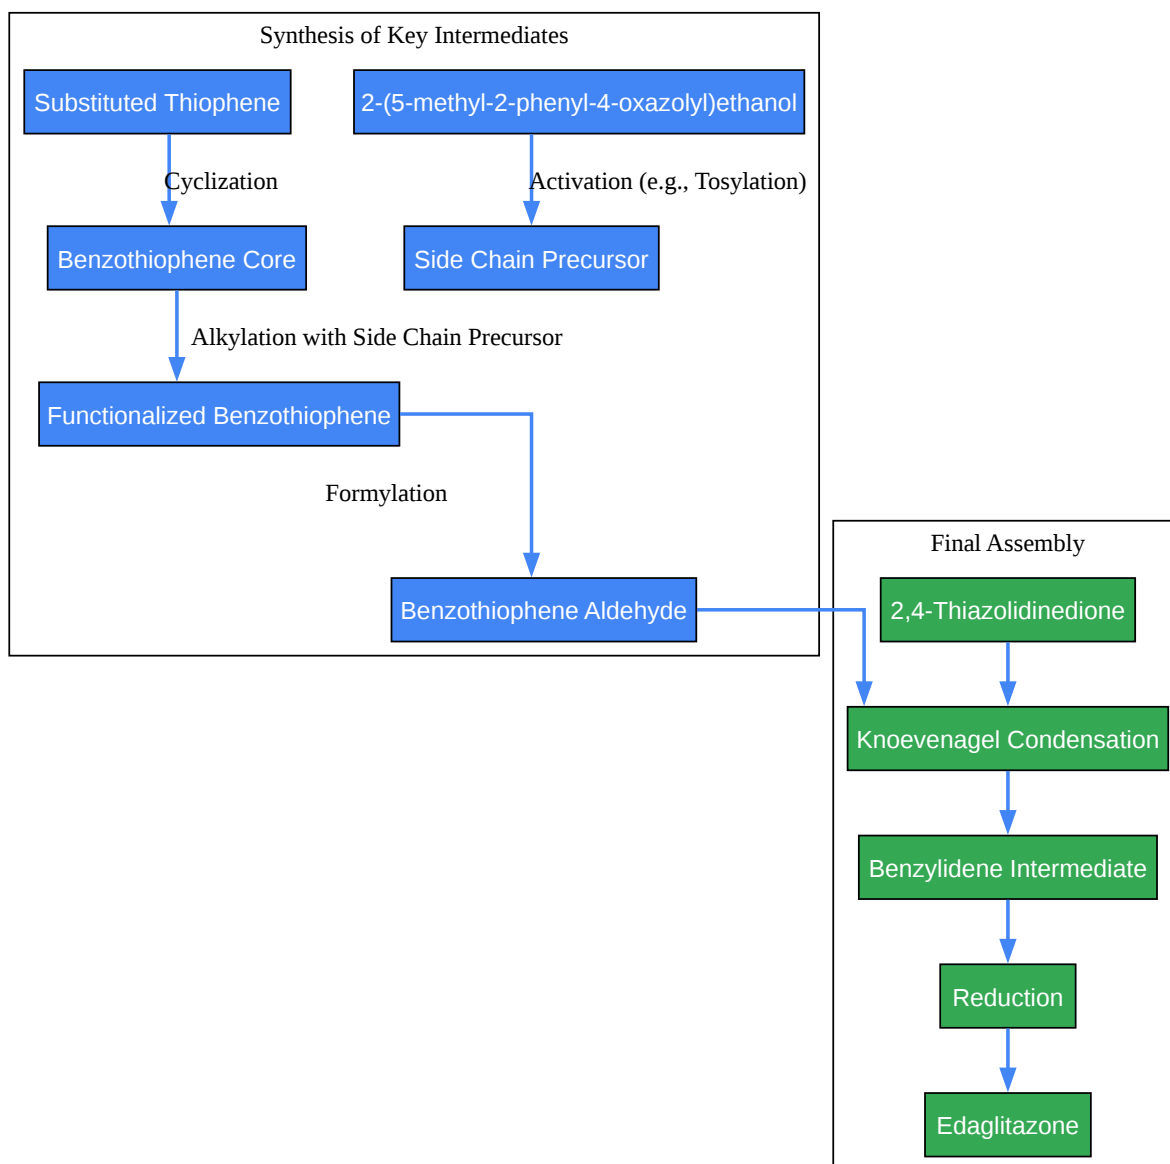 Synthesis of Key Intermediates
Substituted Thiophene
2-(5-methyl-2-phenyl-4-oxazolyl)ethanol
Cyclization
Activation (e.g., Tosylation)
Benzothiophene Core
Side Chain Precursor
Alkylation with Side Chain Precursor
Functionalized Benzothiophene
Formylation
Benzothiophene Aldehyde
Final Assembly
2,4-Thiazolidinedione
Knoevenagel Condensation
Benzylidene Intermediate
Reduction
Edaglitazone